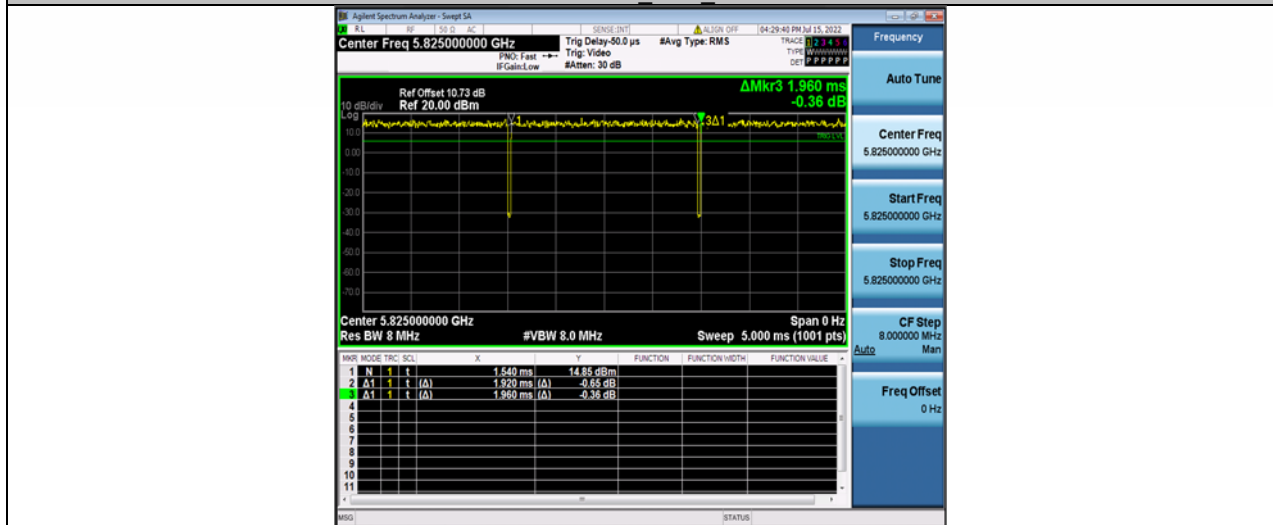 Agilent Spectrum Analyzer - Swept SA
RL RF 50 Ω AC SENSE:INT ALIGN OFF 04:29:40 PM Jul 15, 2022
Center Freq 5.825000000 GHz
PNO: Fast
IFGain:Low
Trig Delay-50.0 µs
Trig: Video
#Atten: 30 dB
#Avg Type: RMS
TRACE 1 2 3 4 5 6
TYPE
DET P P P P P P
ΔMkr3 1.960 ms
-0.36 dB
Ref Offset 10.73 dB
10 dB/div Ref 20.00 dBm
Log
1
3Δ1
TRIG LVL
10.0
0.00
-10.0
-20.0
-30.0
-40.0
-50.0
-60.0
-70.0
Center 5.825000000 GHz Span 0 Hz
Res BW 8 MHz #VBW 8.0 MHz Sweep 5.000 ms (1001 pts)
MKR MODE TRC SCL X Y FUNCTION FUNCTION WIDTH FUNCTION VALUE
1 N 1 t 1.540 ms 14.85 dBm
2 Δ1 1 t (Δ) 1.920 ms (Δ) -0.65 dB
3 Δ1 1 t (Δ) 1.960 ms (Δ) -0.36 dB
4
5
6
7
8
9
10
11
MSG STATUS
Frequency
Auto Tune
Center Freq
5.825000000 GHz
Start Freq
5.825000000 GHz
Stop Freq
5.825000000 GHz
CF Step
8.000000 MHz
Auto Man
Freq Offset
0 Hz